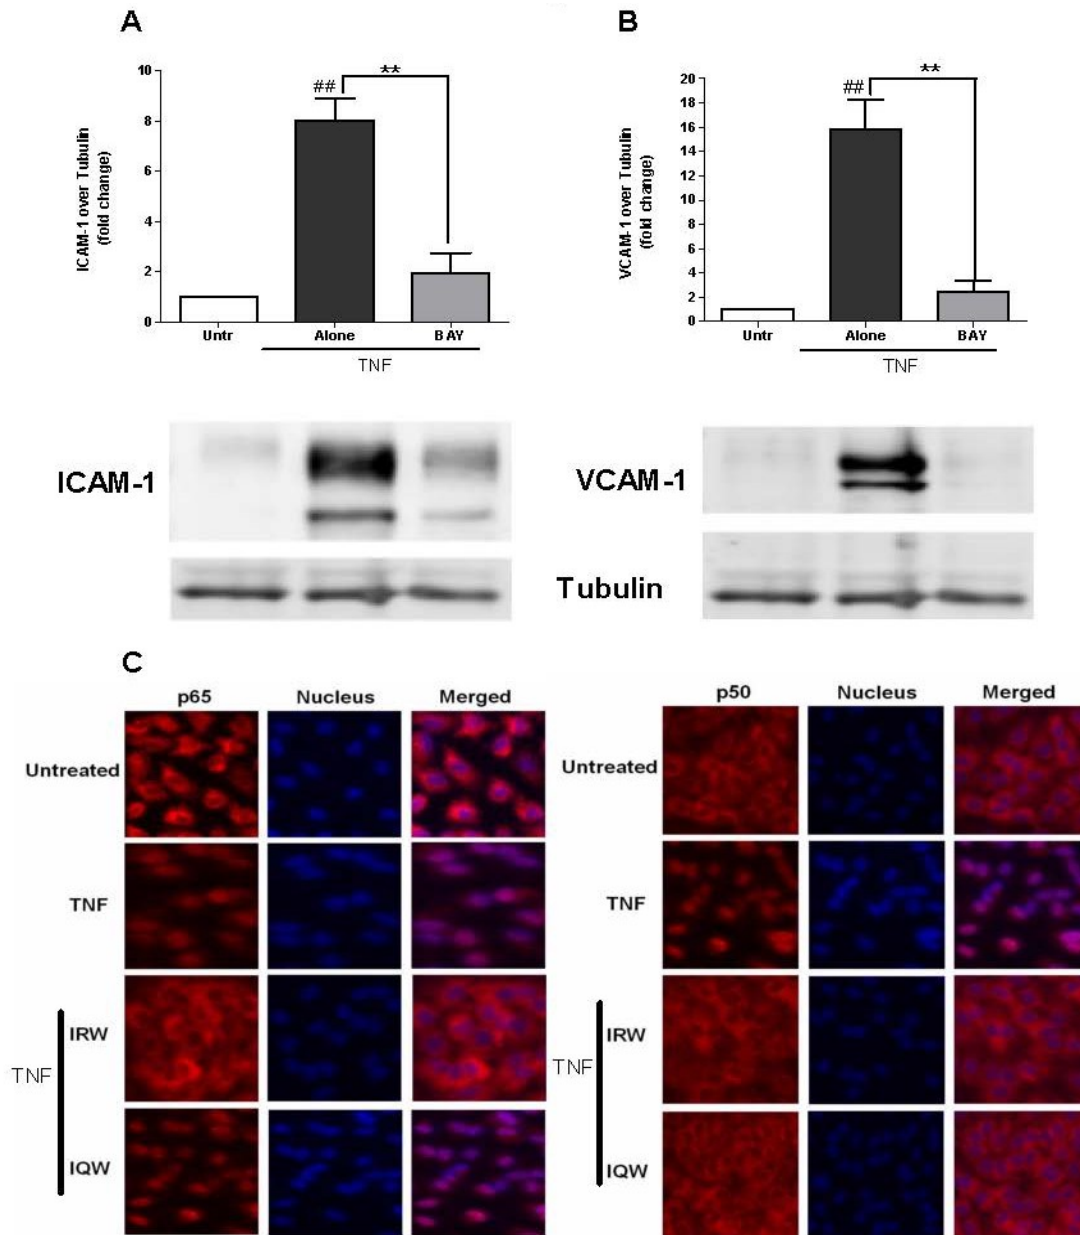 A
10
8
6
4
2
0
ICAM-1 over Tubulin
(fold change)
##
**
Untr
Alone
BAY
TNF
B
20
18
16
14
12
10
8
6
4
2
0
VCAM-1 over Tubulin
(fold change)
##
**
Untr
Alone
BAY
TNF
ICAM-1
VCAM-1
Tubulin
C
p65
Nucleus
Merged
Untreated
TNF
TNF
IRW
IQW
p50
Nucleus
Merged
Untreated
TNF
TNF
IRW
IQW